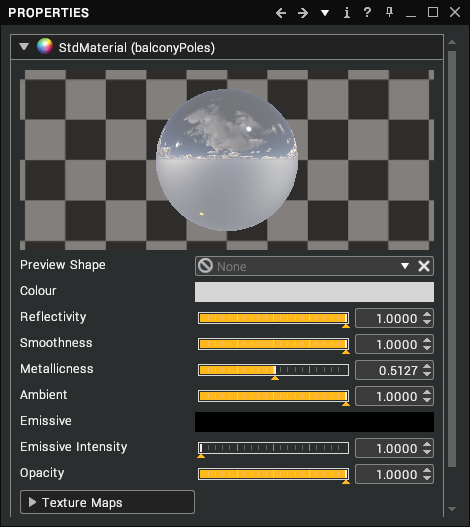 PROPERTIES
StdMaterial (balconyPoles)
Preview Shape None
Colour
Reflectivity 1.0000
Smoothness 1.0000
Metallicness 0.5127
Ambient 1.0000
Emissive
Emissive Intensity 1.0000
Opacity 1.0000
Texture Maps